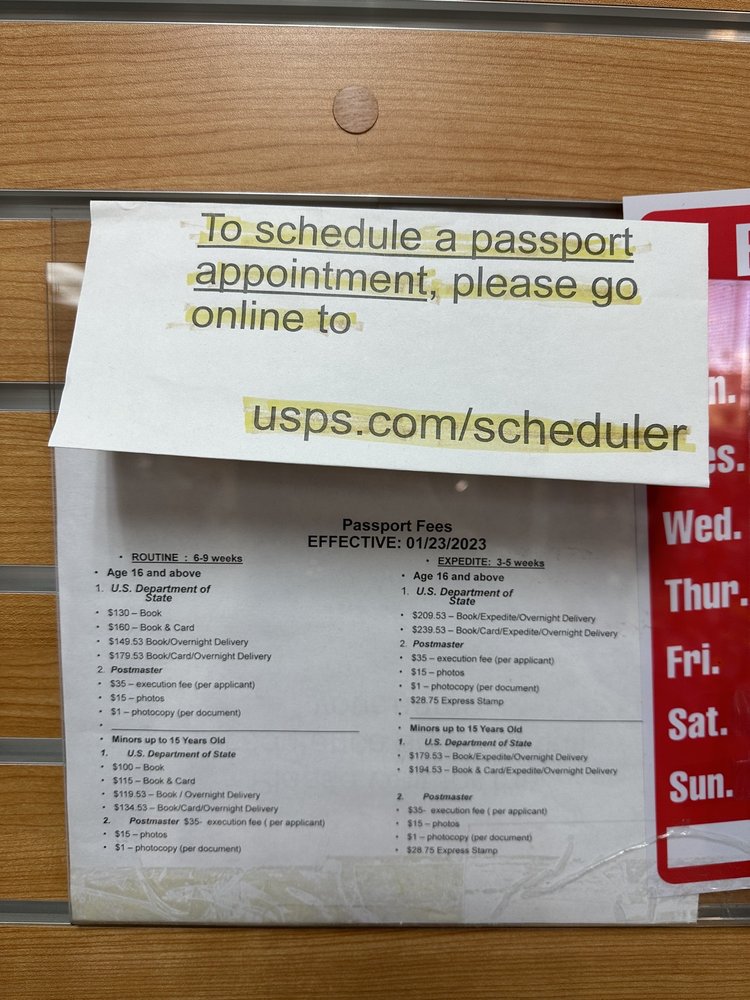 To schedule a passport
appointment, please go
online to
usps.com/scheduler
Passport Fees
EFFECTIVE: 01/23/2023
• ROUTINE : 6-9 weeks
• Age 16 and above
1. U.S. Department of
State
• $130 – Book
• $160 – Book & Card
• $149.53 Book/Overnight Delivery
• $179.53 Book/Card/Overnight Delivery
2. Postmaster
• $35 – execution fee (per applicant)
• $15 – photos
• $1 – photocopy (per document)
•
Minors up to 15 Years Old
1. U.S. Department of State
• $100 – Book
• $115 – Book & Card
• $119.53 – Book / Overnight Delivery
• $134.53 – Book/Card/Overnight Delivery
2. Postmaster $35- execution fee ( per applicant)
• $15 – photos
• $1 – photocopy (per document)
• EXPEDITE: 3-5 weeks
• Age 16 and above
1. U.S. Department of
State
• $209.53 – Book/Expedite/Overnight Delivery
• $239.53 – Book/Card/Expedite/Overnight Delivery
2. Postmaster
• $35 – execution fee (per applicant)
• $15 – photos
• $1 – photocopy (per document)
• $28.75 Express Stamp
•
• Minors up to 15 Years Old
1. U.S. Department of State
• $179.53 – Book/Expedite/Overnight Delivery
• $194.53 – Book & Card/Expedite/Overnight Delivery
2. Postmaster
• $35- execution fee ( per applicant)
• $15 – photos
• $1 – photocopy (per document)
• $28.75 Express Stamp
n.
es.
Wed.
Thur.
Fri.
Sat.
Sun.